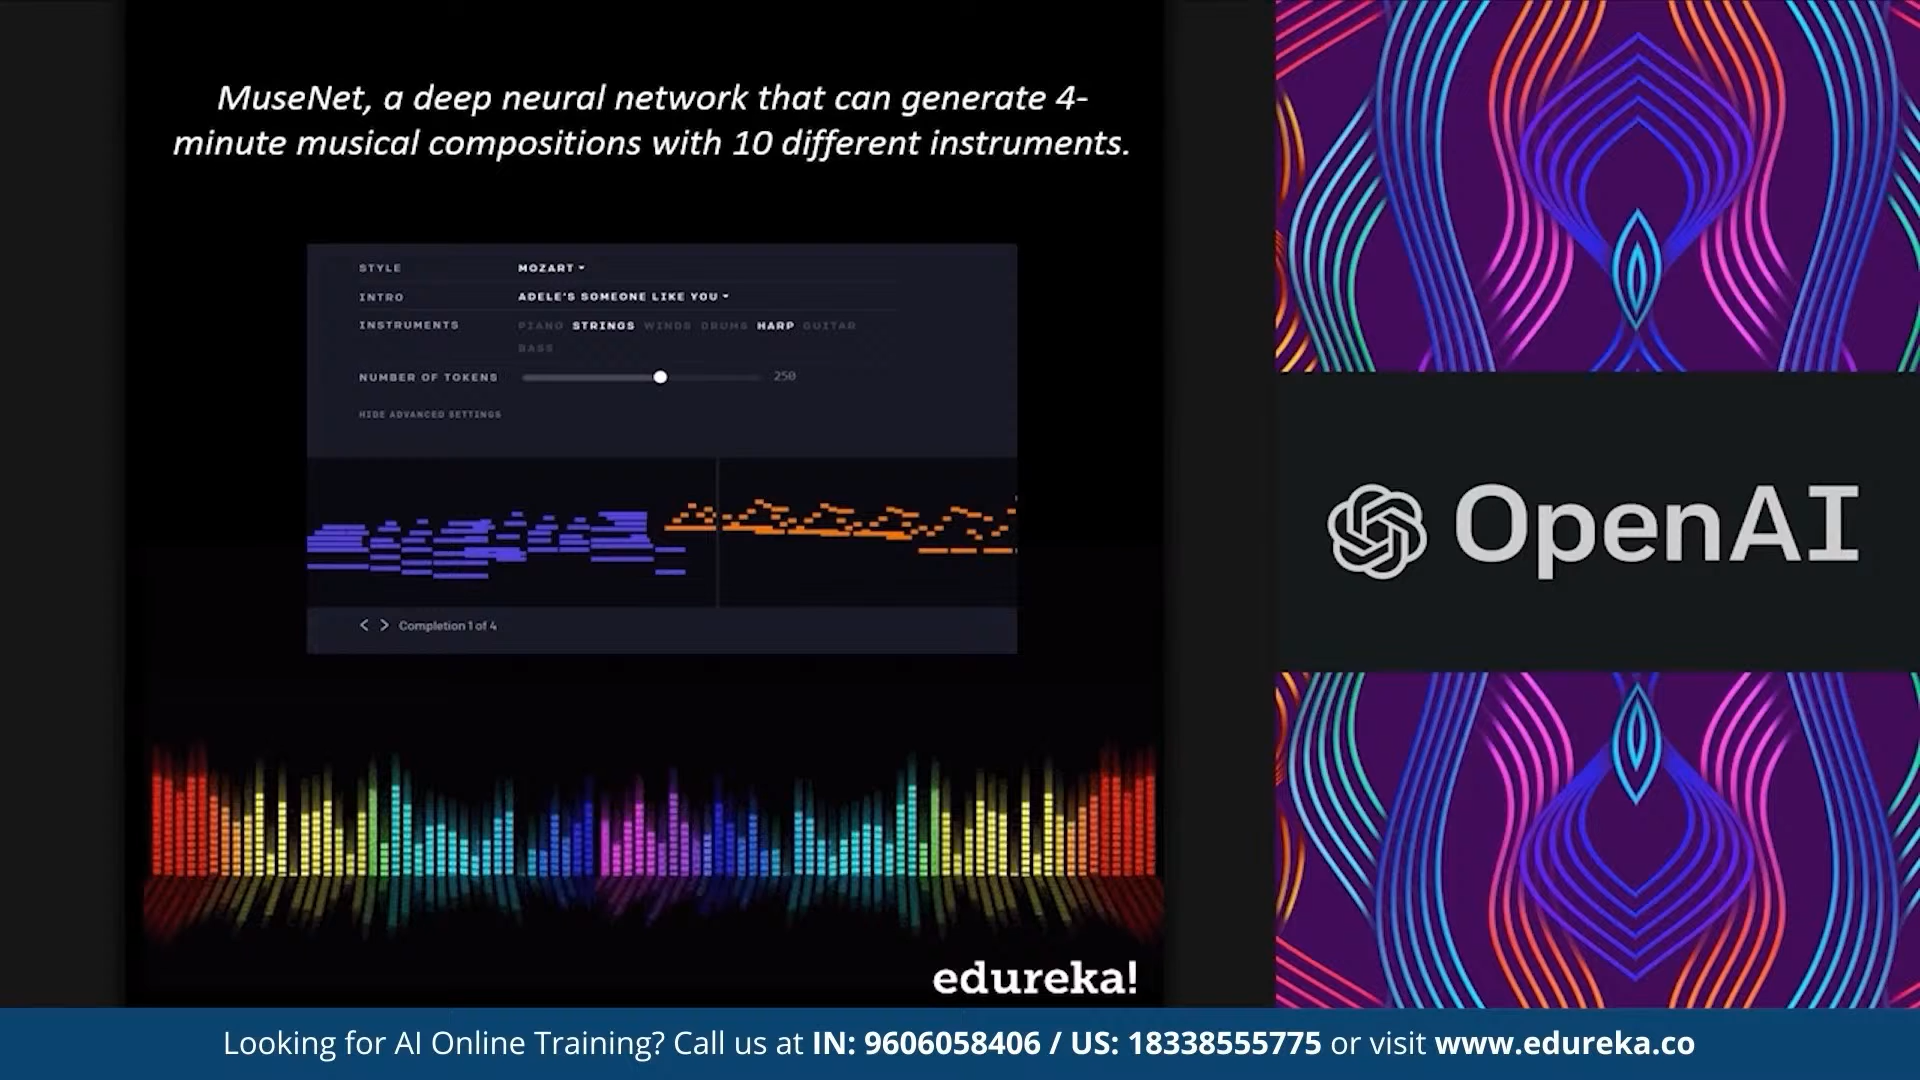 MuseNet, a deep neural network that can generate 4-
minute musical compositions with 10 different instruments.
STYLE MOZART
INTRO ADELE'S SOMEONE LIKE YOU
INSTRUMENTS PIANO STRINGS WINDS DRUMS HARP GUITAR
BASS
NUMBER OF TOKENS 250
HIDE ADVANCED SETTINGS
< > Completion 1 of 4
OpenAI
edureka!
Looking for AI Online Training? Call us at IN: 9606058406 / US: 18338555775 or visit www.edureka.co